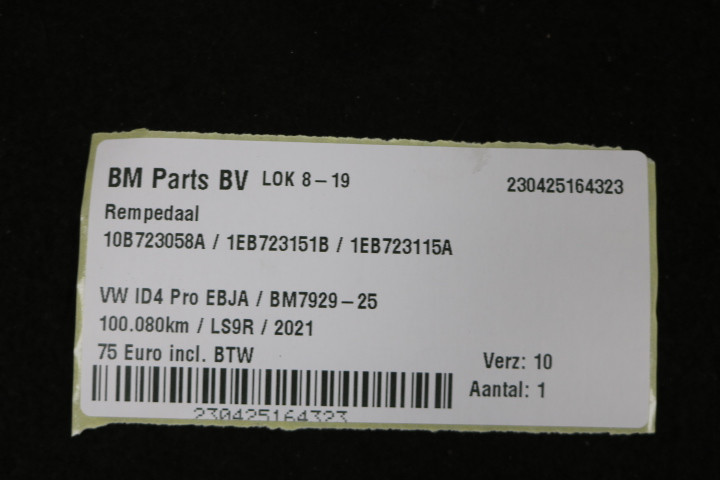 BM Parts BV LOK 8-19 230425164323
Rempedaal
10B723058A / 1EB723151B / 1EB723115A
VW ID4 Pro EBJA / BM7929-25
100.080km / LS9R / 2021
75 Euro incl. BTW
Verz: 10
Aantal: 1
230425164323